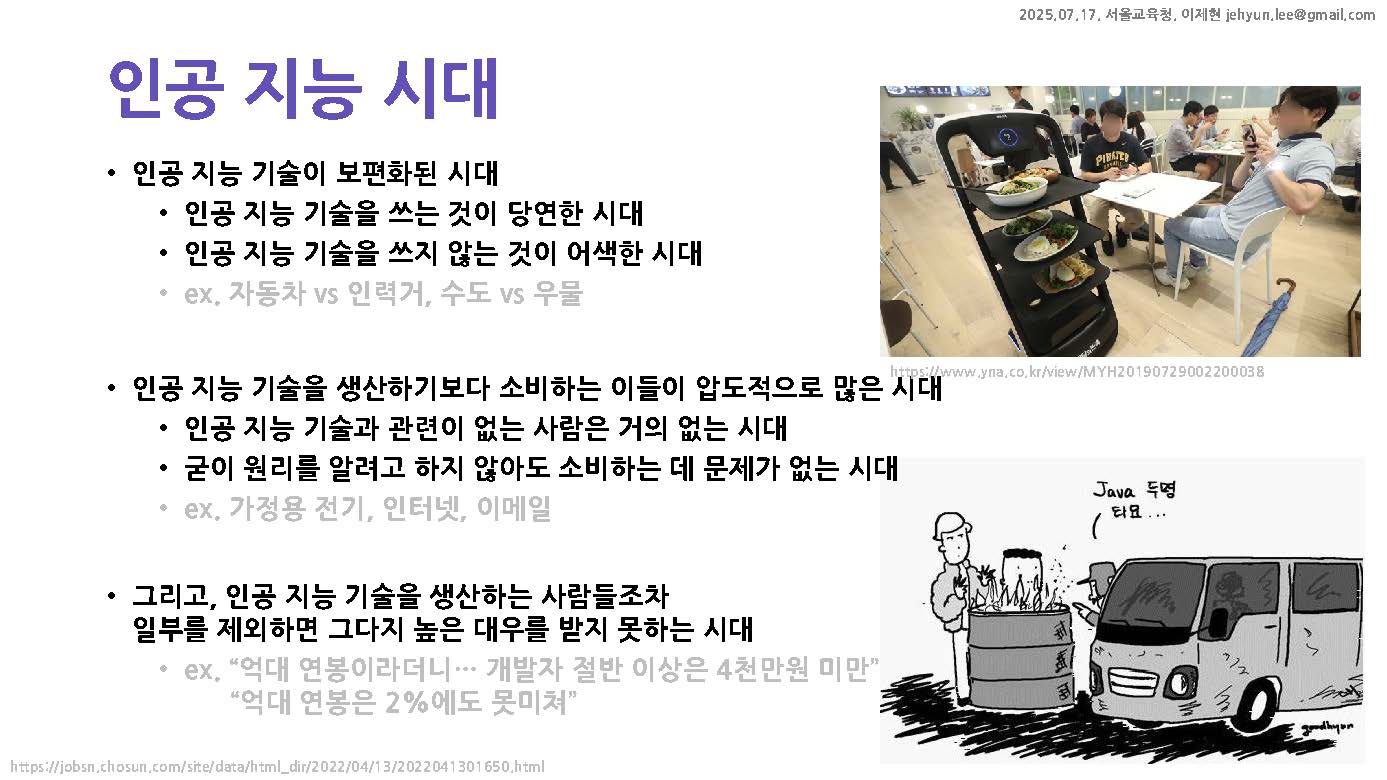 2025.07.17. 서울교육청, 이제현 jehyun.lee@gmail.com
인공 지능 시대
• 인공 지능 기술이 보편화된 시대
• 인공 지능 기술을 쓰는 것이 당연한 시대
• 인공 지능 기술을 쓰지 않는 것이 어색한 시대
• ex. 자동차 vs 인력거, 수도 vs 우물
PIRATES
https://www.yna.co.kr/view/MYH20190729002200038
• 인공 지능 기술을 생산하기보다 소비하는 이들이 압도적으로 많은 시대
• 인공 지능 기술과 관련이 없는 사람은 거의 없는 시대
• 굳이 원리를 알려고 하지 않아도 소비하는 데 문제가 없는 시대
• ex. 가정용 전기, 인터넷, 이메일
Java 두명
타요...
• 그리고, 인공 지능 기술을 생산하는 사람들조차
일부를 제외하면 그다지 높은 대우를 받지 못하는 시대
• ex. “억대 연봉이라더니… 개발자 절반 이상은 4천만원 미만”
“억대 연봉은 2%에도 못미쳐”
goodhyun
https://jobsn.chosun.com/site/data/html_dir/2022/04/13/2022041301650.html